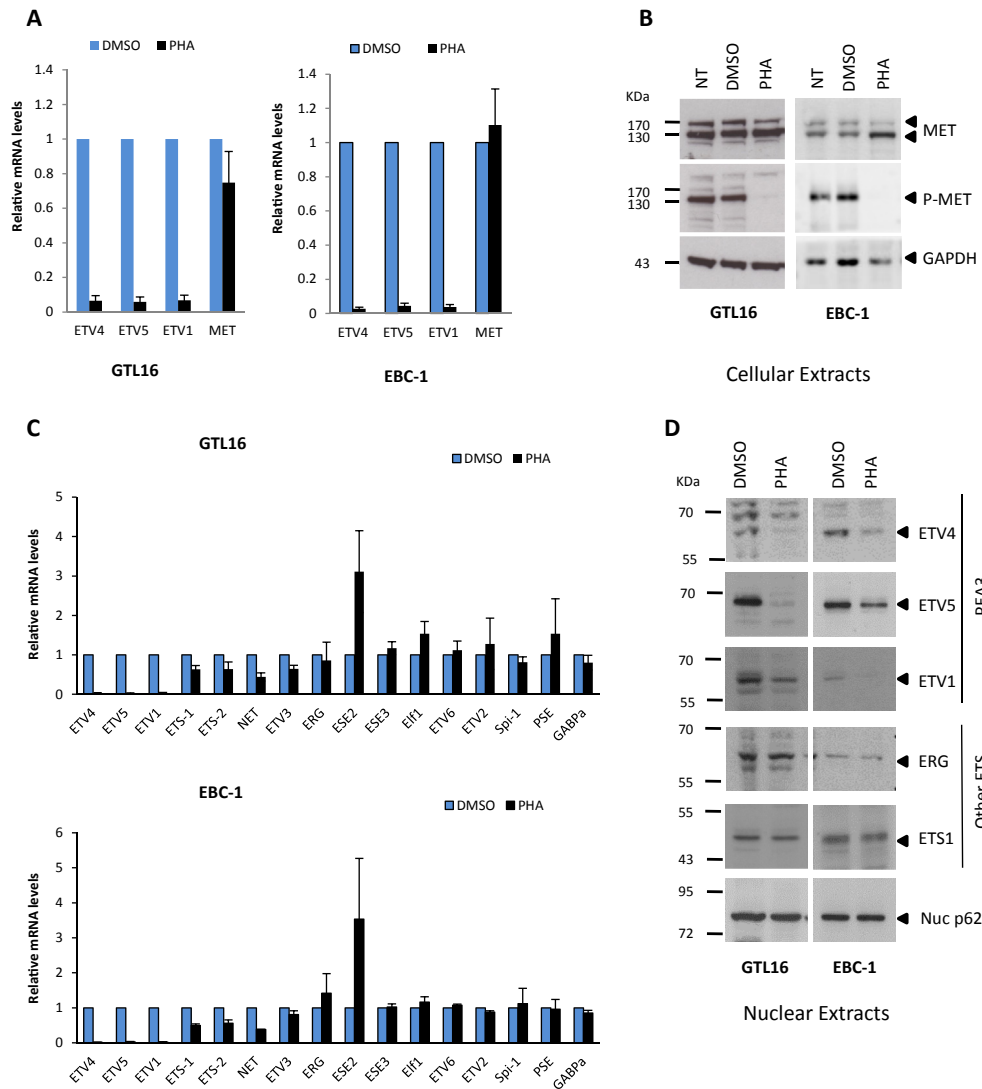 A
DMSO PHA
Relative mRNA levels
1.4
1.2
1
0.8
0.6
0.4
0.2
0
ETV4 ETV5 ETV1 MET
GTL16
DMSO PHA
Relative mRNA levels
1.4
1.2
1
0.8
0.6
0.4
0.2
0
ETV4 ETV5 ETV1 MET
EBC-1
B
NT DMSO PHA NT DMSO PHA
KDa
170
130
MET
170
130
P-MET
43
GAPDH
GTL16 EBC-1
Cellular Extracts
C
GTL16
DMSO PHA
Relative mRNA levels
5
4
3
2
1
0
ETV4 ETV5 ETV1 ETS-1 ETS-2 NET ETV3 ERG ESE2 ESE3 Elf1 ETV6 ETV2 Spi-1 PSE GABPa
EBC-1
DMSO PHA
Relative mRNA levels
6
5
4
3
2
1
0
ETV4 ETV5 ETV1 ETS-1 ETS-2 NET ETV3 ERG ESE2 ESE3 Elf1 ETV6 ETV2 Spi-1 PSE GABPa
D
DMSO PHA DMSO PHA
KDa
70
55
ETV4
70
ETV5
70
55
ETV1
PEA3
70
55
ERG
55
43
ETS1
Other ETS
95
72
Nuc p62
GTL16 EBC-1
Nuclear Extracts